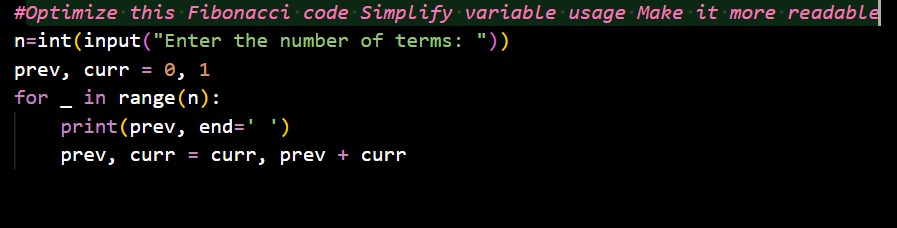 #Optimize this Fibonacci code Simplify variable usage Make it more readable
n=int(input("Enter the number of terms: "))
prev, curr = 0, 1
for _ in range(n):
    print(prev, end=' ')
    prev, curr = curr, prev + curr